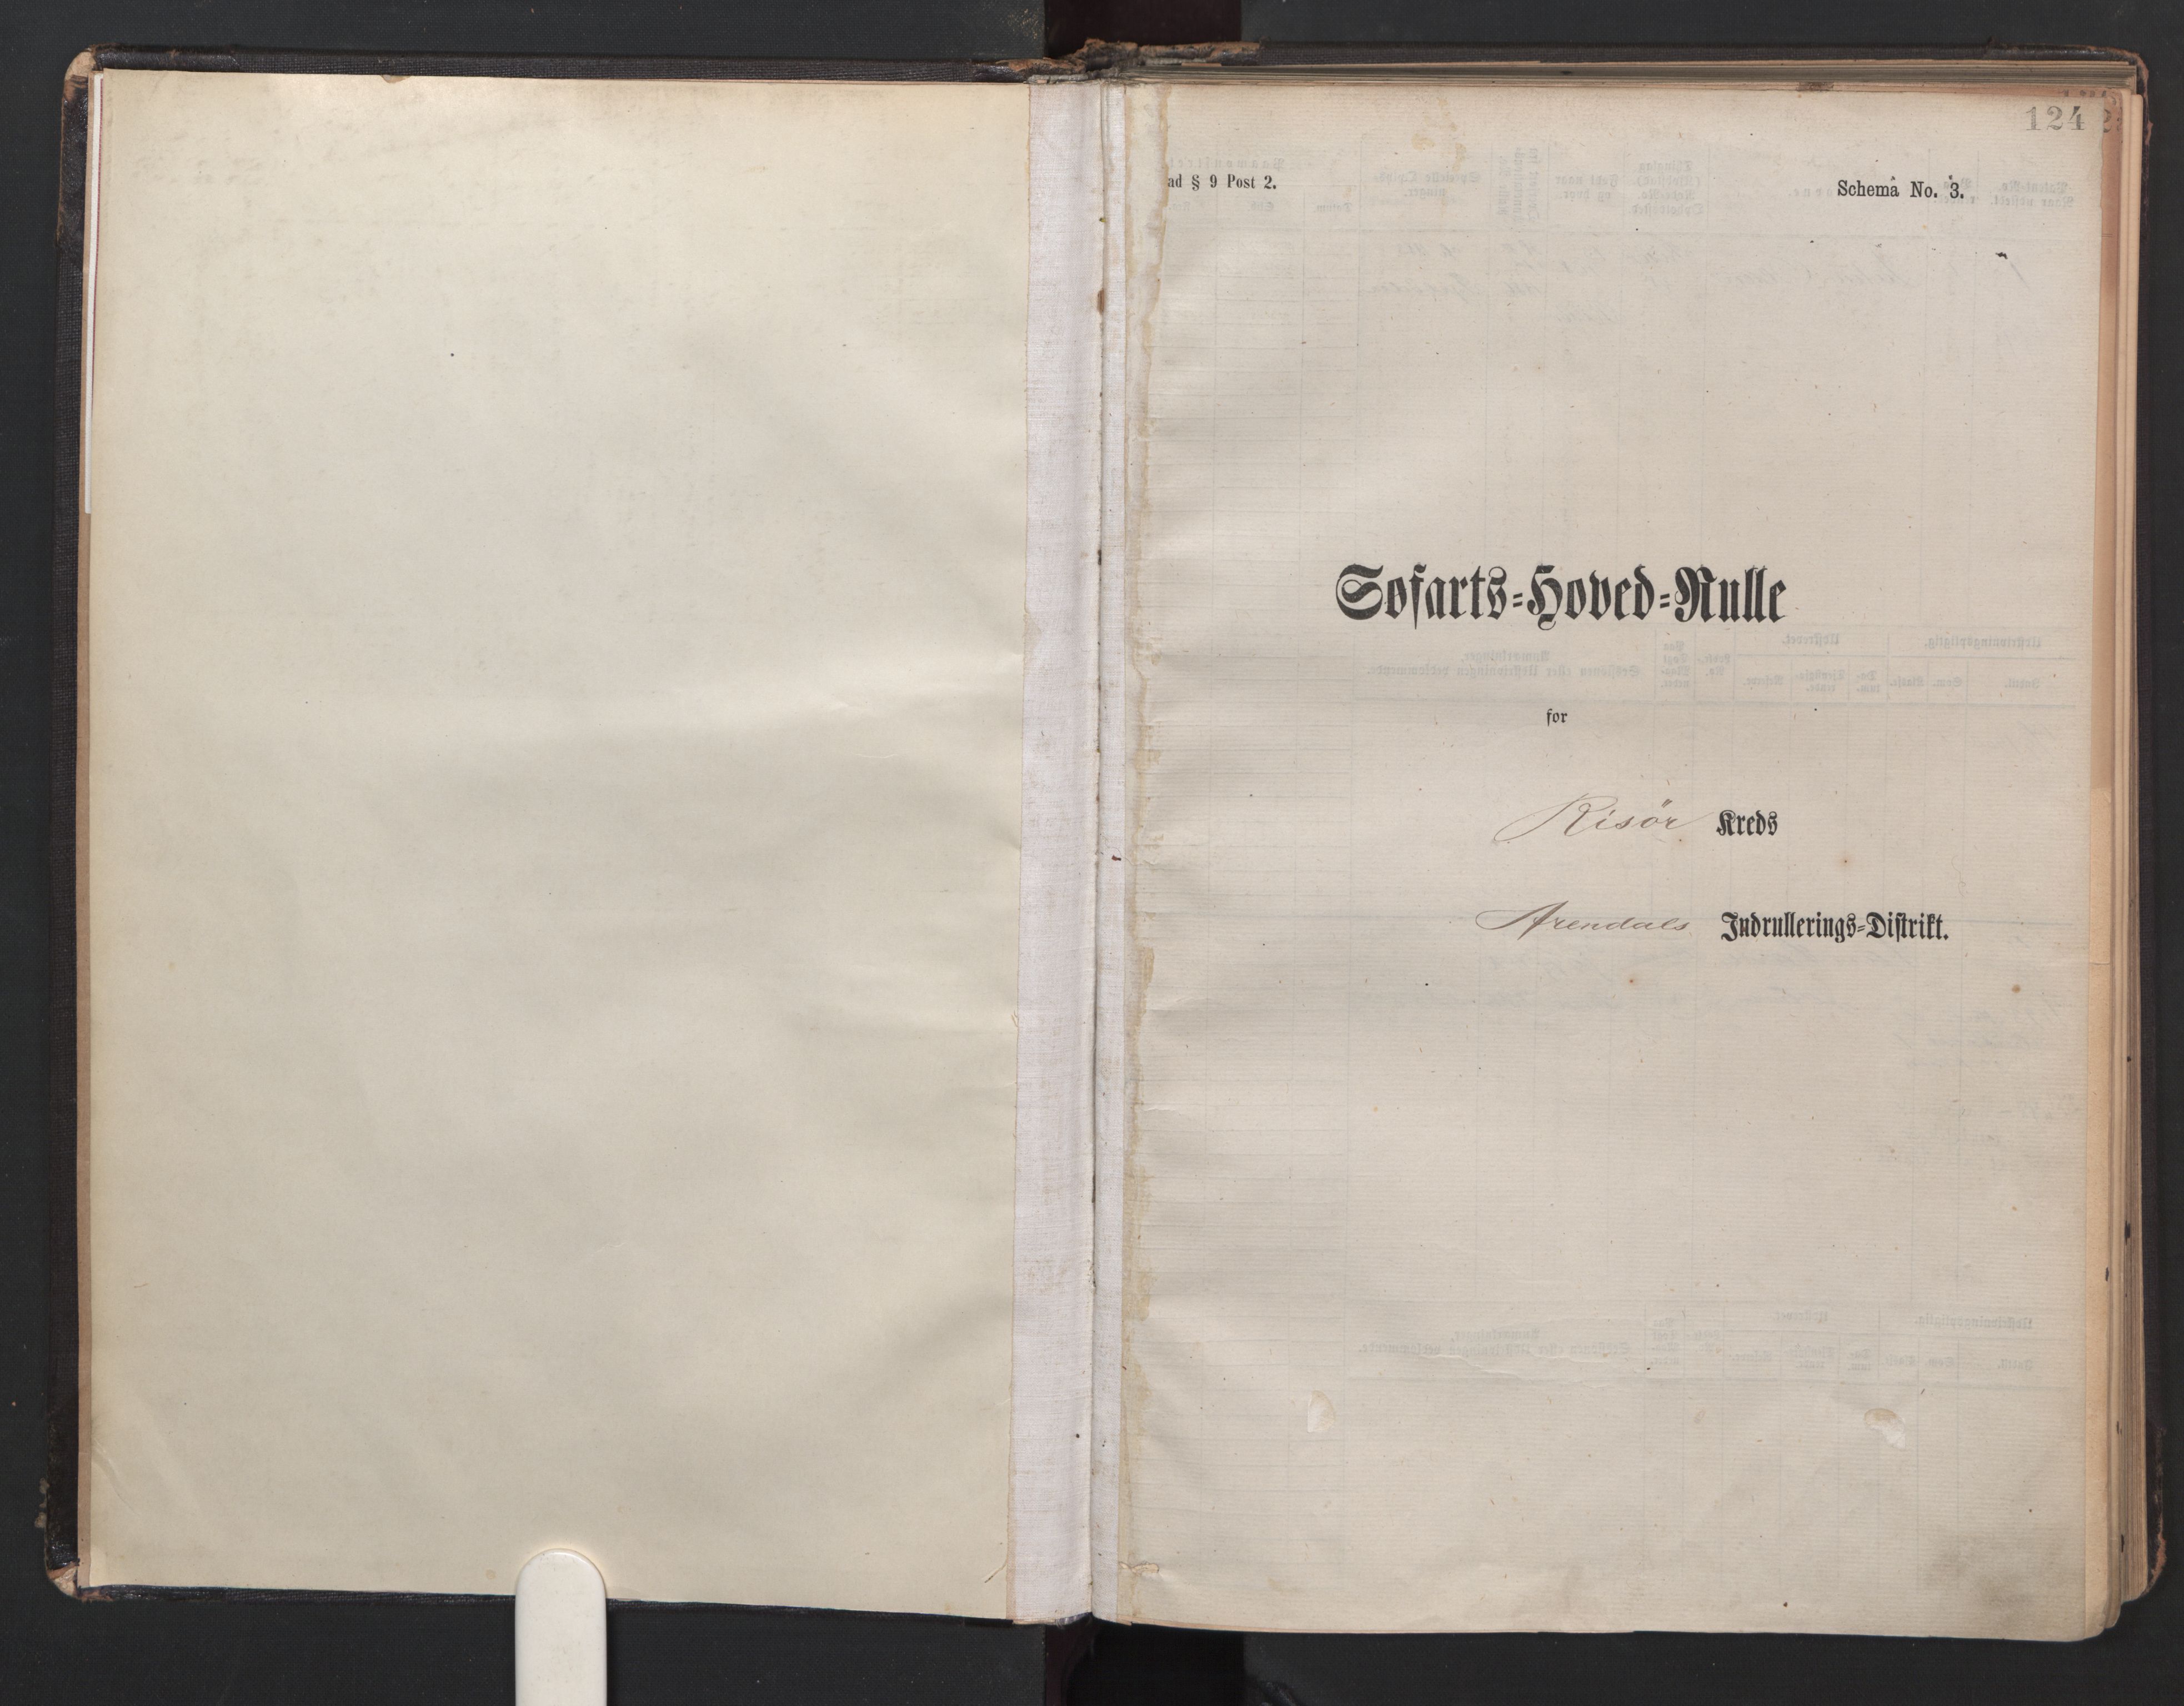 124
ad § 9 Post 2.
Schema No. 3.
Søfarts-Hoved-Rulle
for
Risör Kreds
Arendals Indrullerings-Distrikt.